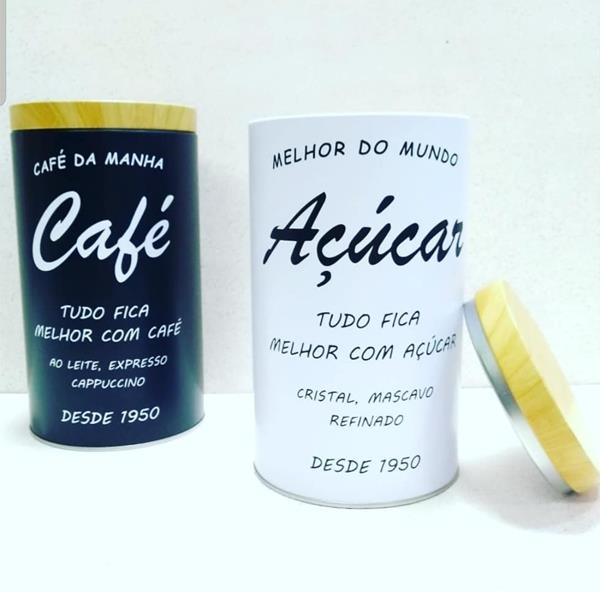 CAFÉ DA MANHA
Café
TUDO FICA
MELHOR COM CAFÉ
AO LEITE, EXPRESSO
CAPPUCCINO
DESDE 1950
MELHOR DO MUNDO
Açúcar
TUDO FICA
MELHOR COM AÇÚCAR
CRISTAL, MASCAVO
REFINADO
DESDE 1950